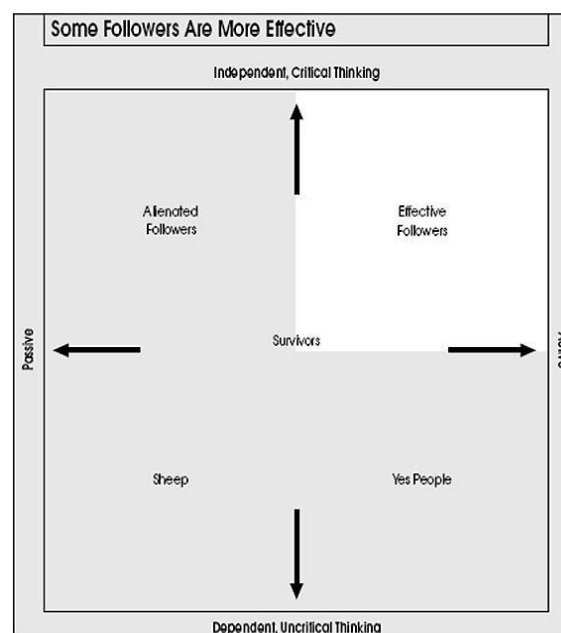 Some Followers Are More Effective
Independent, Critical Thinking
Alienated
Followers
Effective
Followers
Passive
Survivors
Sheep
Yes People
Dependent, Uncritical Thinking